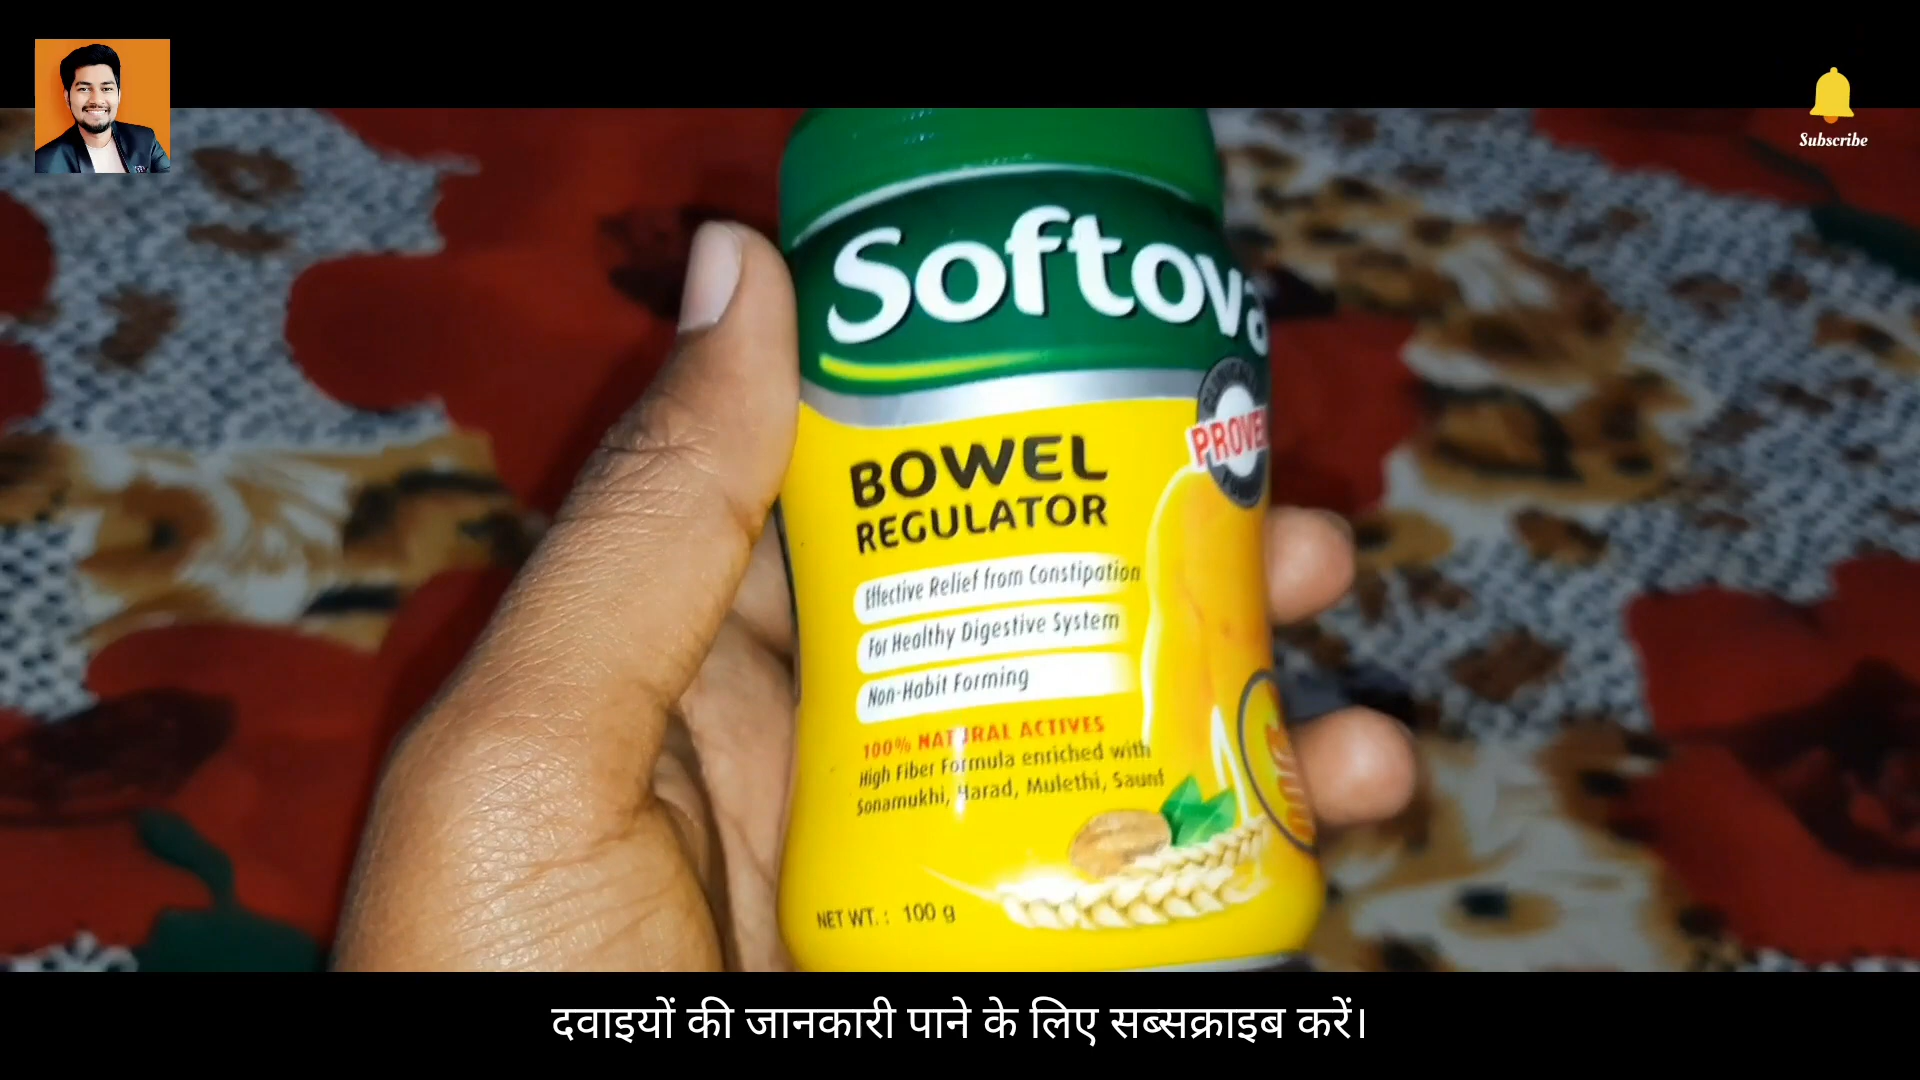 Subscribe
Softova
PROVEN
BOWEL
REGULATOR
Effective Relief from Constipation
For Healthy Digestive System
Non-Habit Forming
100% NATURAL ACTIVES
High Fiber Formula enriched with
Sonamukhi, Harad, Mulethi, Saunf
NET WT. : 100 g
दवाइयों की जानकारी पाने के लिए सब्सक्राइब करें।